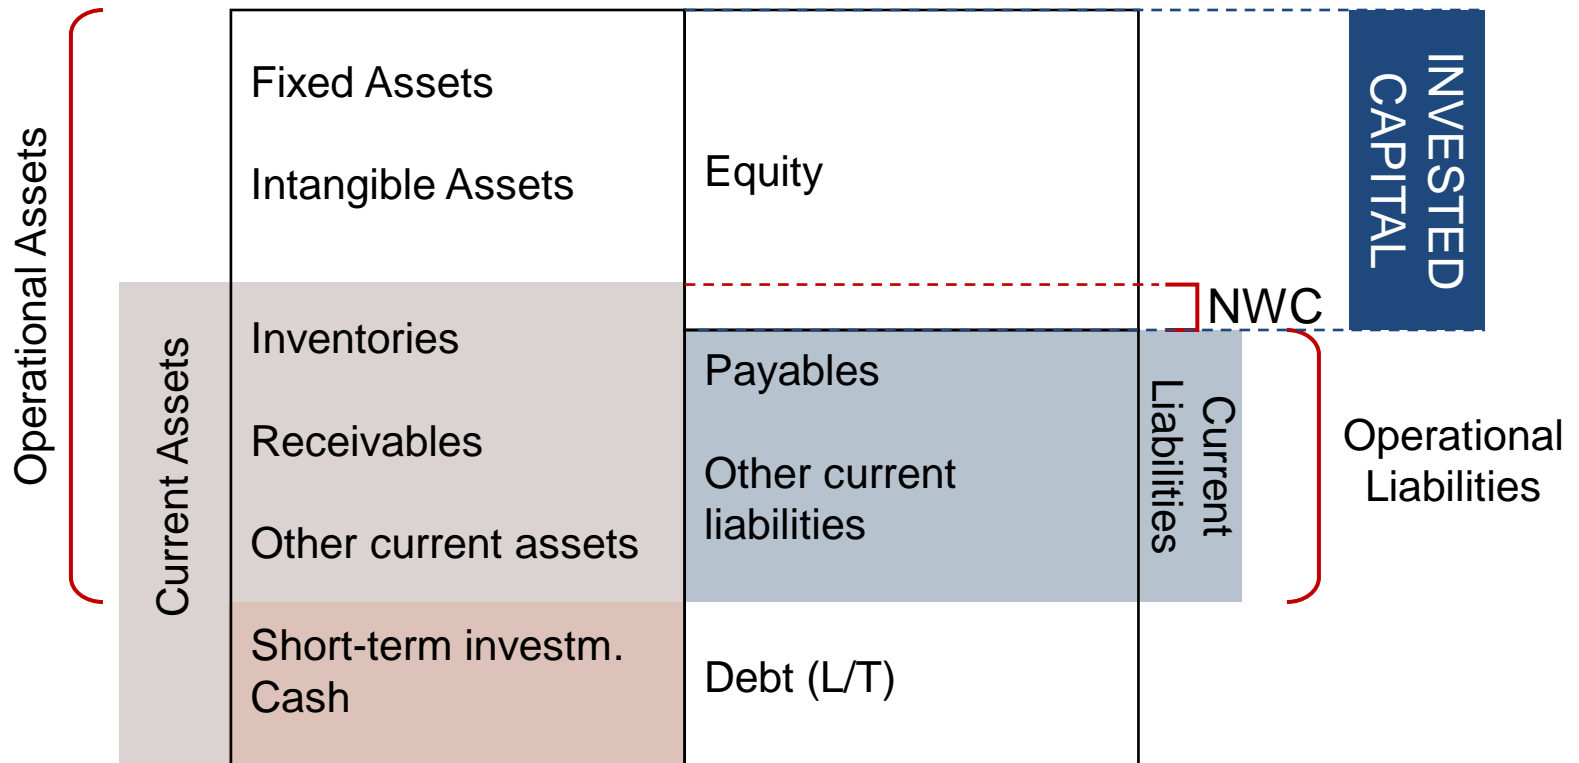 Operational Assets
Current Assets
Fixed Assets
Intangible Assets
Inventories
Receivables
Other current assets
Short-term investm.
Cash
Equity
Payables
Other current
liabilities
Debt (L/T)
NWC
Current
Liabilities
INVESTED
CAPITAL
Operational
Liabilities